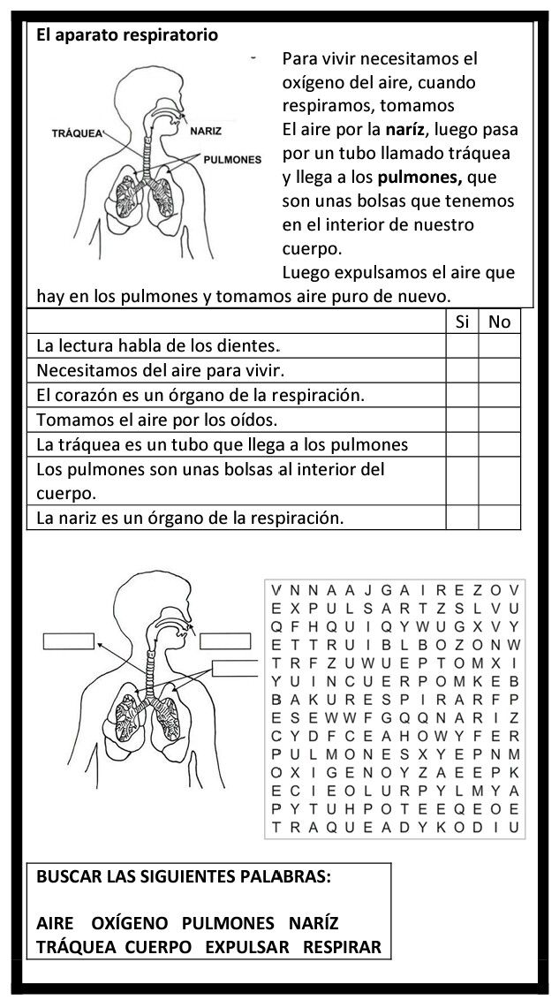 El aparato respiratorio
Para vivir necesitamos el
oxígeno del aire, cuando
respiramos, tomamos
El aire por la naríz, luego pasa
por un tubo llamado tráquea
y llega a los pulmones, que
son unas bolsas que tenemos
en el interior de nuestro
cuerpo.
Luego expulsamos el aire que
hay en los pulmones y tomamos aire puro de nuevo.
TRÁQUEA
NARIZ
PULMONES
Si No
La lectura habla de los dientes.
Necesitamos del aire para vivir.
El corazón es un órgano de la respiración.
Tomamos el aire por los oídos.
La tráquea es un tubo que llega a los pulmones
Los pulmones son unas bolsas al interior del
cuerpo.
La nariz es un órgano de la respiración.
V N N A A J G A I R E Z O V
E X P U L S A R T Z S L V U
Q F H Q U I Q Y W U G X V Y
E T T R U I B L B O Z O N W
T R F Z U W U E P T O M X I
Y U I N C U E R P O M K E B
B A K U R E S P I R A R F P
E S E W W F G Q Q N A R I Z
C Y D F C E A H O W Y F E R
P U L M O N E S X Y E P N M
O X I G E N O Y Z A E E P K
E C I E O L U R P Y L M Y A
P Y T U H P O T E E Q E O E
T R A Q U E A D Y K O D I U
BUSCAR LAS SIGUIENTES PALABRAS:
AIRE OXÍGENO PULMONES NARÍZ
TRÁQUEA CUERPO EXPULSAR RESPIRAR